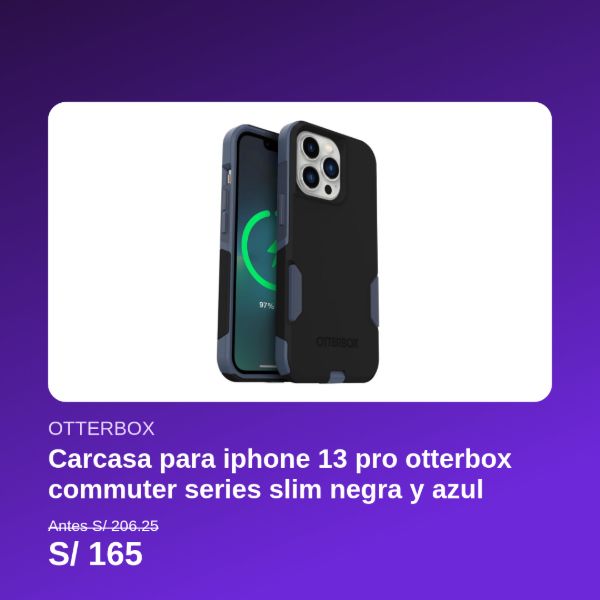 97%
OTTERBOX
OTTERBOX
Carcasa para iphone 13 pro otterbox
commuter series slim negra y azul
Antes S/ 206.25
S/ 165